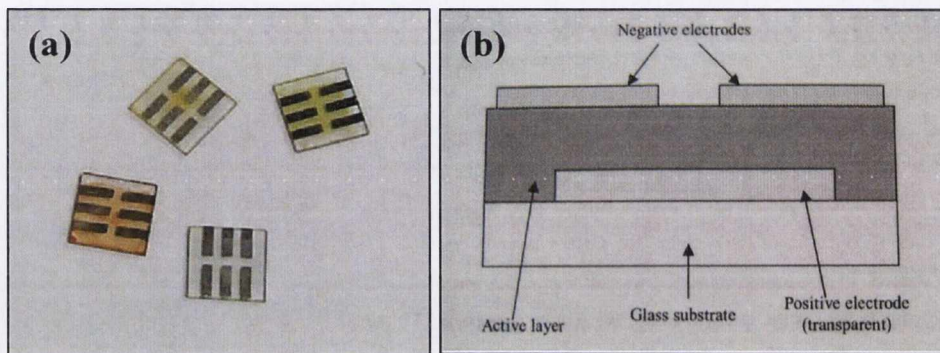 (a)
(b)
Negative electrodes
Active layer
Glass substrate
Positive electrode
(transparent)